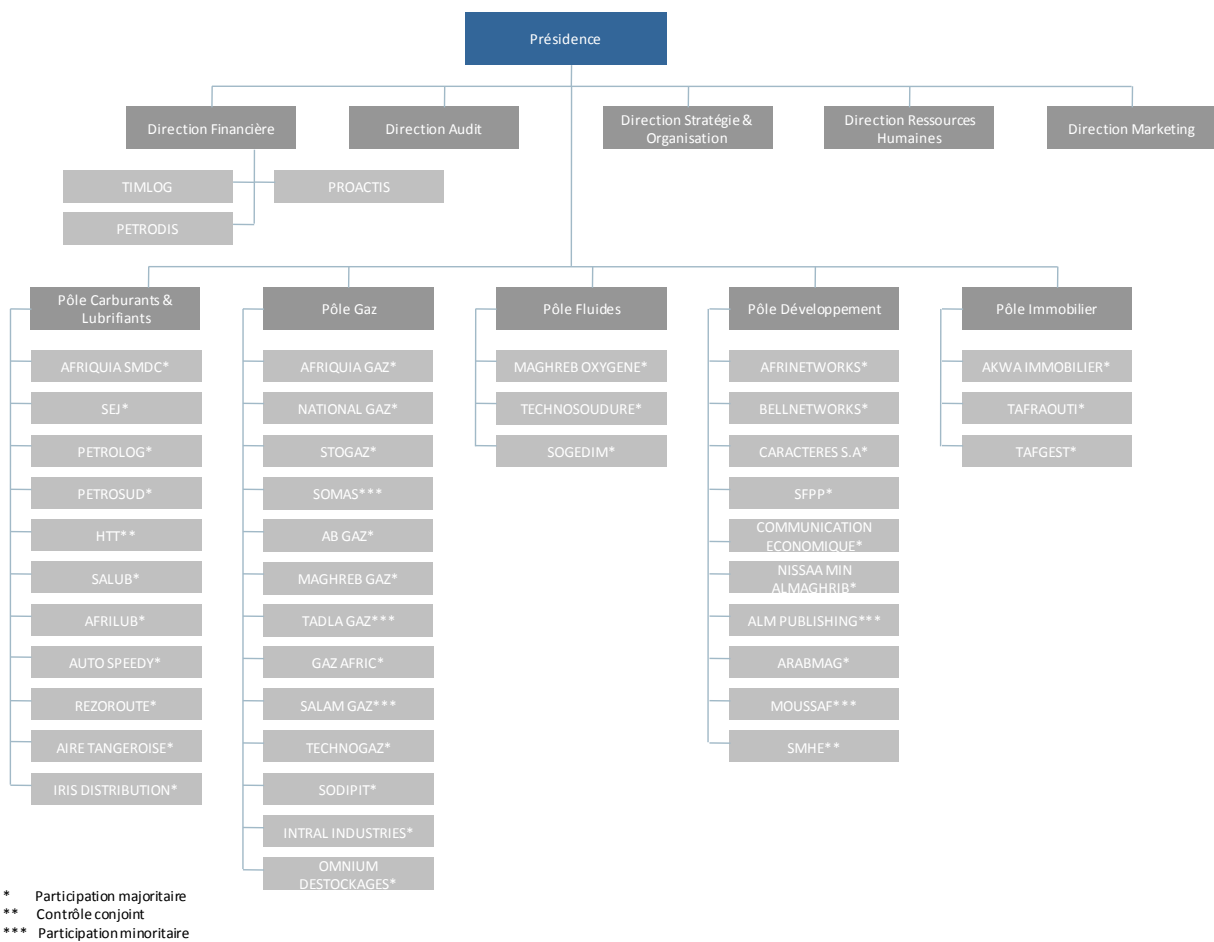 Présidence
Direction Financière
Direction Audit
Direction Stratégie &
Organisation
Direction Ressources
Humaines
Direction Marketing
TIMLOG
PROACTIS
PETRODIS
Pôle Carburants &
Lubrifiants
AFRIQUIA SMDC*
SEJ*
PETROLOG*
PETROSUD*
HTT**
SALUB*
AFRILUB*
AUTO SPEEDY*
REZOROUTE*
AIRE TANGEROISE*
IRIS DISTRIBUTION*
Pôle Gaz
AFRIQUIA GAZ*
NATIONAL GAZ*
STOGAZ*
SOMAS***
AB GAZ*
MAGHREB GAZ*
TADLA GAZ***
GAZ AFRIC*
SALAM GAZ***
TECHNOGAZ*
SODIPIT*
INTRAL INDUSTRIES*
OMNIUM
DESTOCKAGES*
Pôle Fluides
MAGHREB OXYGENE*
TECHNOSOUDURE*
SOGEDIM*
Pôle Développement
AFRINETWORKS*
BELLNETWORKS*
CARACTERES S.A*
SFPP*
COMMUNICATION
ECONOMIQUE*
NISSAA MIN
ALMAGHRIB*
ALM PUBLISHING***
ARABMAG*
MOUSSAF***
SMHE**
Pôle Immobilier
AKWA IMMOBILIER*
TAFRAOUTI*
TAFGEST*
* Participation majoritaire
** Contrôle conjoint
*** Participation minoritaire